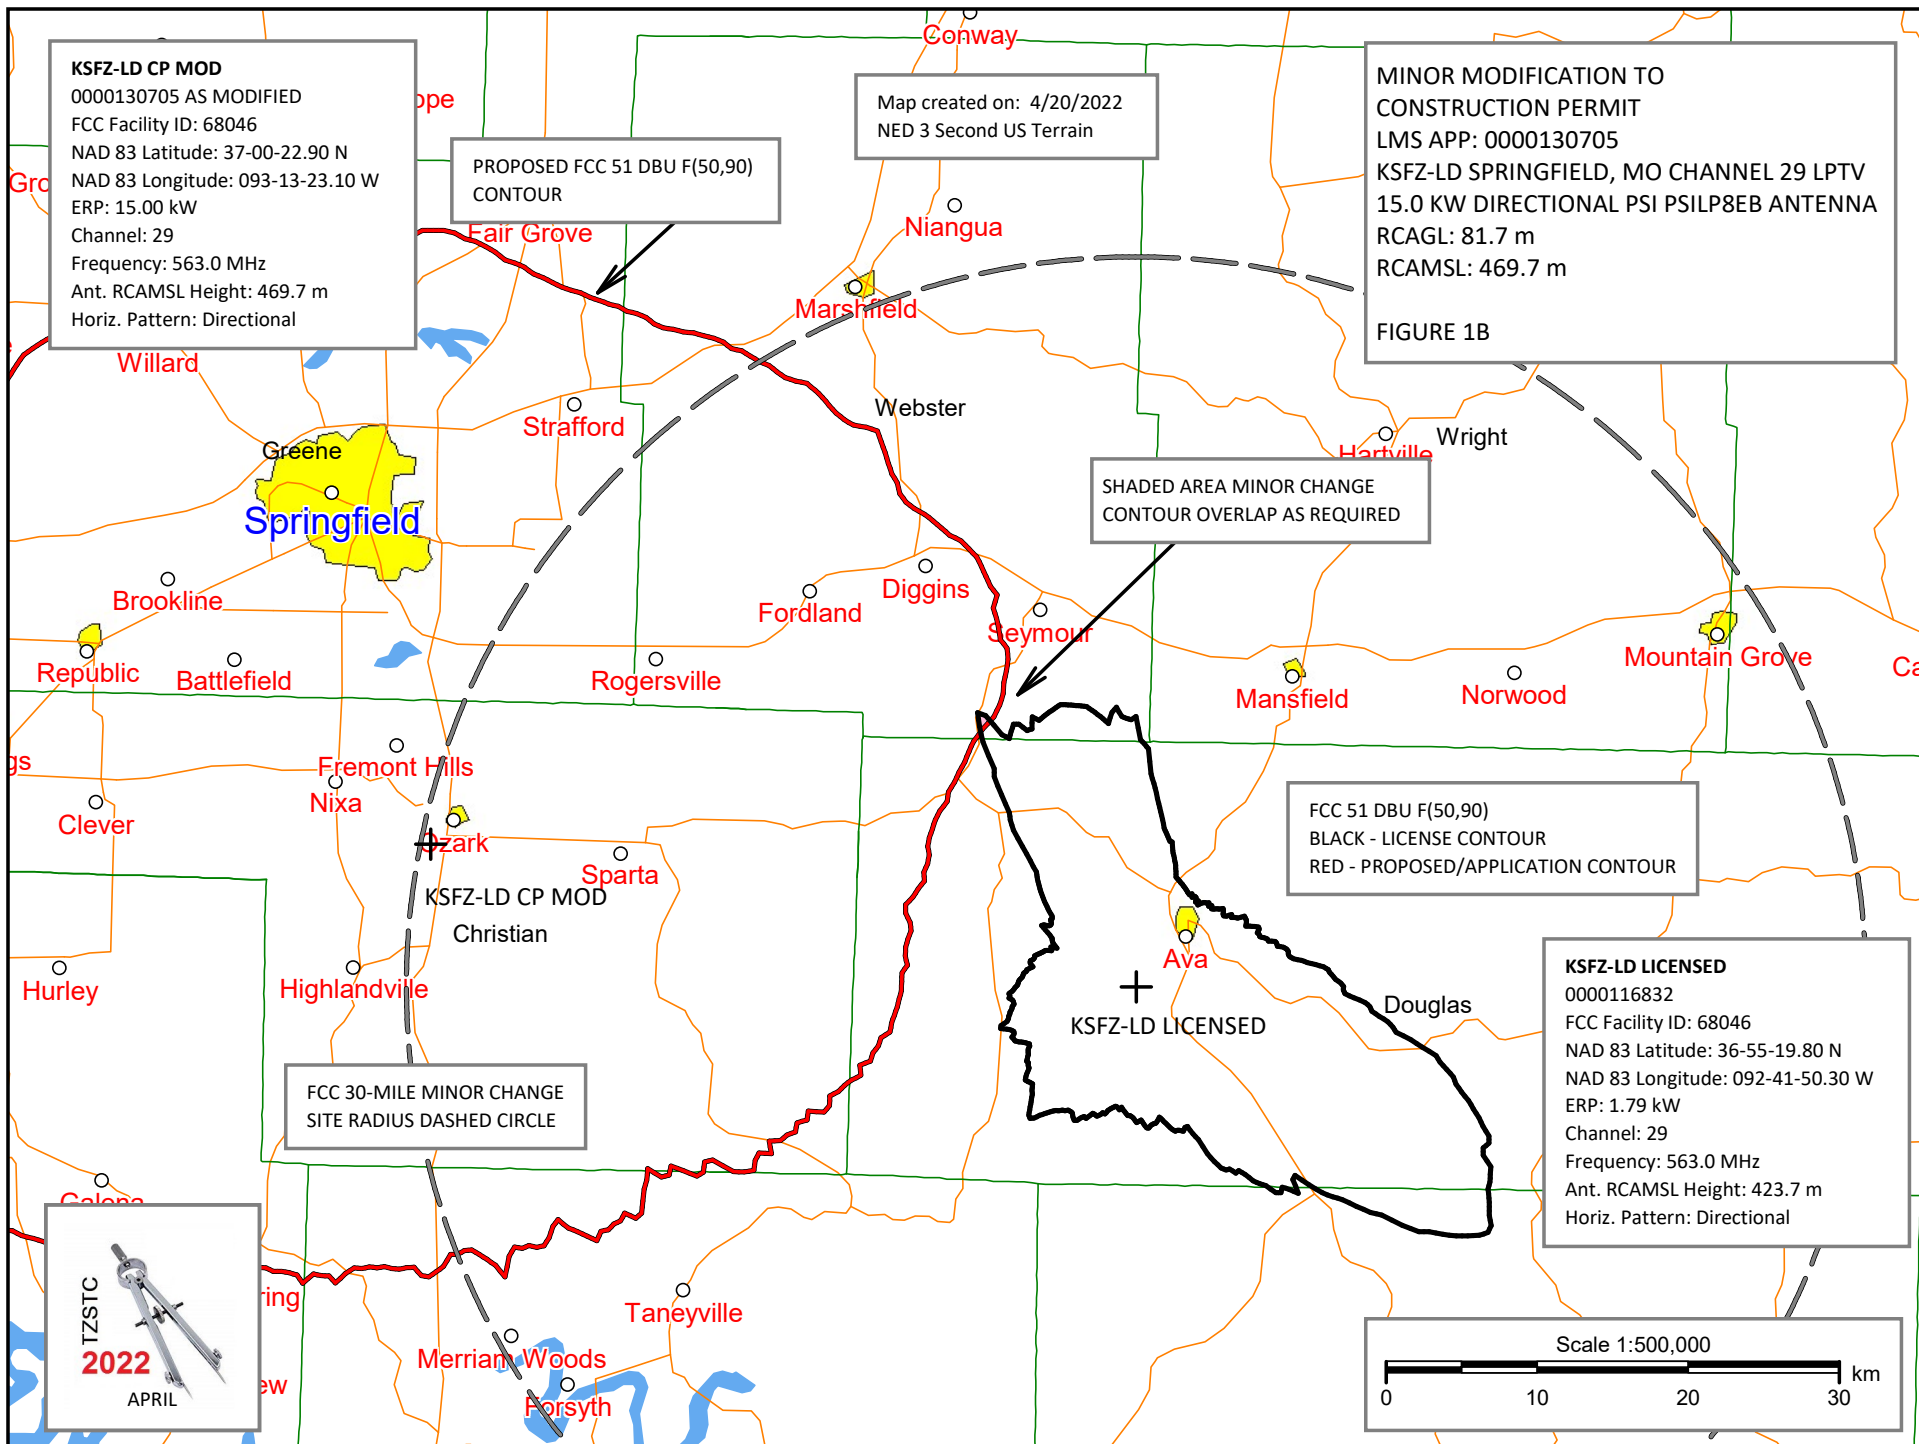 KSFZ-LD CP MOD
0000130705 AS MODIFIED
FCC Facility ID: 68046
NAD 83 Latitude: 37-00-22.90 N
NAD 83 Longitude: 093-13-23.10 W
ERP: 15.00 kW
Channel: 29
Frequency: 563.0 MHz
Ant. RCAMSL Height: 469.7 m
Horiz. Pattern: Directional
PROPOSED FCC 51 DBU F(50,90)
CONTOUR
Map created on: 4/20/2022
NED 3 Second US Terrain
MINOR MODIFICATION TO
CONSTRUCTION PERMIT
LMS APP: 0000130705
KSFZ-LD SPRINGFIELD, MO CHANNEL 29 LPTV
15.0 KW DIRECTIONAL PSI PSILP8EB ANTENNA
RCAGL: 81.7 m
RCAMSL: 469.7 m
FIGURE 1B
Conway
ope
Gro
Fair Grove
Niangua
Marshfield
Willard
Strafford
Webster
Greene
Springfield
Hartville
Wright
SHADED AREA MINOR CHANGE
CONTOUR OVERLAP AS REQUIRED
Brookline
Fordland
Diggins
Seymour
Republic
Battlefield
Rogersville
Mansfield
Norwood
Mountain Grove
Ca
gs
Fremont Hills
Nixa
Clever
Ozark
Sparta
KSFZ-LD CP MOD
Christian
FCC 51 DBU F(50,90)
BLACK - LICENSE CONTOUR
RED - PROPOSED/APPLICATION CONTOUR
Ava
Hurley
Highlandville
KSFZ-LD LICENSED
Douglas
KSFZ-LD LICENSED
0000116832
FCC Facility ID: 68046
NAD 83 Latitude: 36-55-19.80 N
NAD 83 Longitude: 092-41-50.30 W
ERP: 1.79 kW
Channel: 29
Frequency: 563.0 MHz
Ant. RCAMSL Height: 423.7 m
Horiz. Pattern: Directional
FCC 30-MILE MINOR CHANGE
SITE RADIUS DASHED CIRCLE
Galena
TZSTC
2022
APRIL
ring
ew
Taneyville
Merriam Woods
Forsyth
Scale 1:500,000
km
0 10 20 30